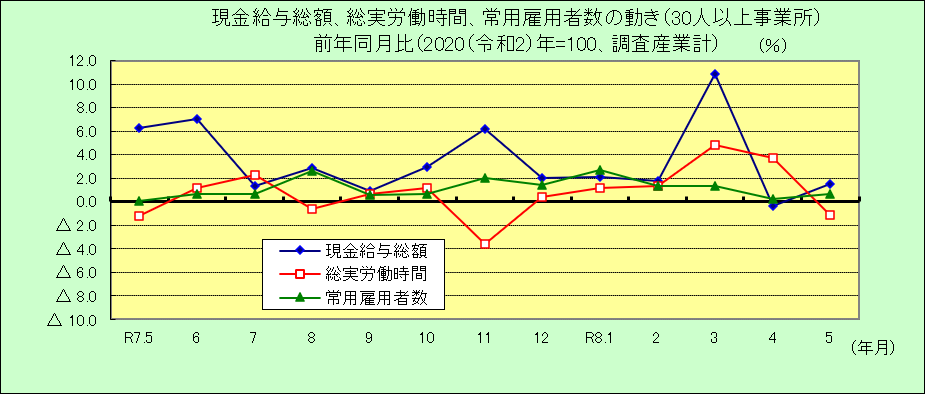 現金給与総額、総実労働時間、常用雇用者数の動き(30人以上事業所)
前年同月比(2020(令和2)年=100、調査産業計) (%)
12.0
10.0
8.0
6.0
4.0
2.0
0.0
△ 2.0
△ 4.0
△ 6.0
△ 8.0
△ 10.0
現金給与総額
総実労働時間
常用雇用者数
R7.5 6 7 8 9 10 11 12 R8.1 2 3 4 5
(年月)